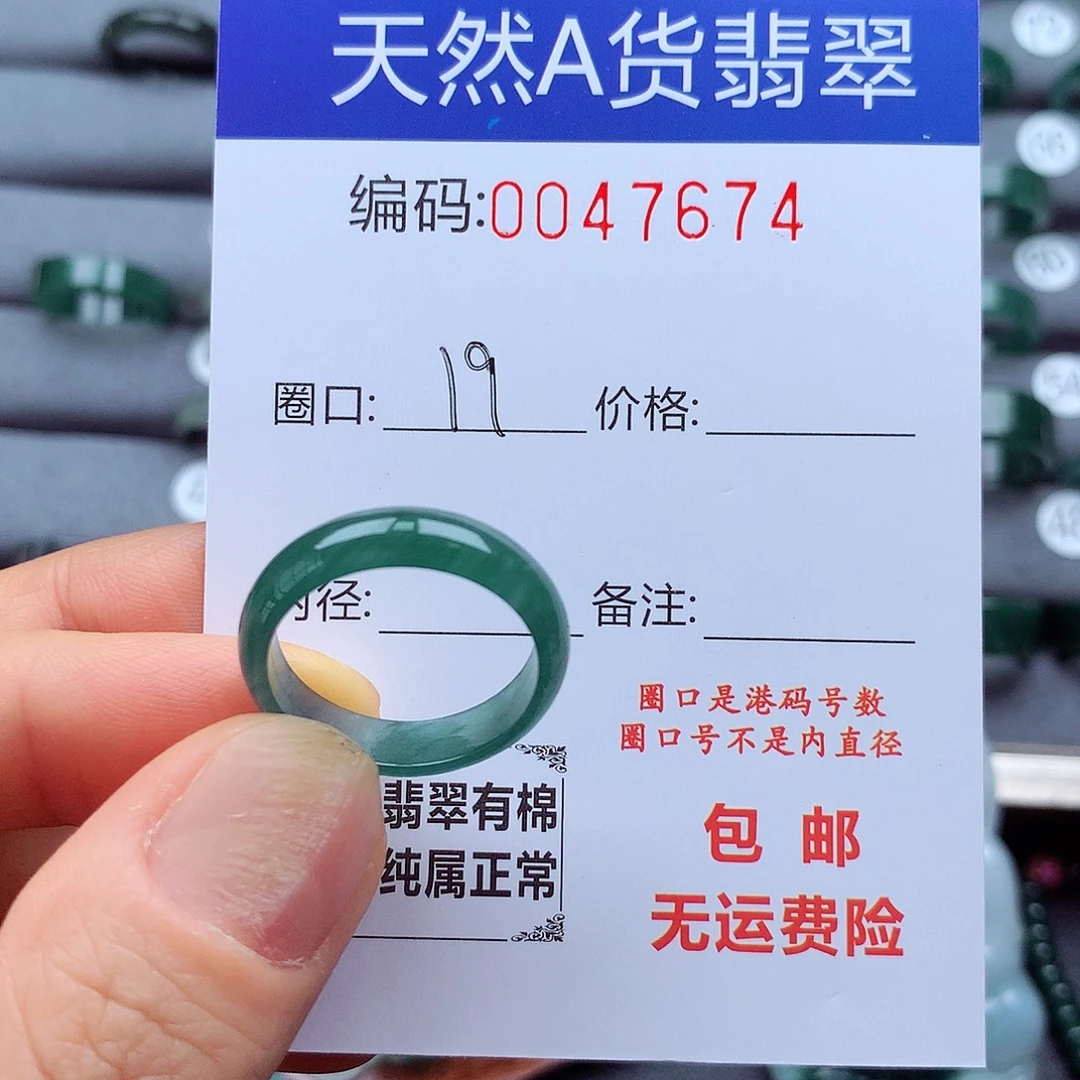 天然A货翡翠
编码:0047674
圈口: 19 价格:
径: 备注:
圈口是港码号数
圈口号不是内直径
翡翠有棉
纯属正常
包 邮
无运费险